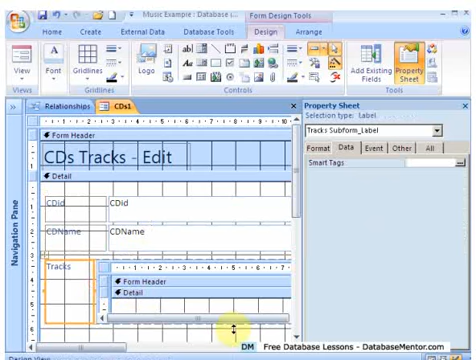 Music Example : Database i...
Form Design Tools
Home
Create
External Data
Database Tools
Design
Arrange
View
Font
Gridlines
Logo
Add Existing Fields
Property Sheet
Views
Controls
Tools
Relationships
CDs1
Form Header
CDs Tracks - Edit
Detail
CDid
CDid
CDName
CDName
Tracks
Form Header
Detail
Navigation Pane
Property Sheet
Selection type: Label
Tracks Subform_Label
Format
Data
Event
Other
All
Smart Tags
Design View
DM Free Database Lessons - DatabaseMentor.com